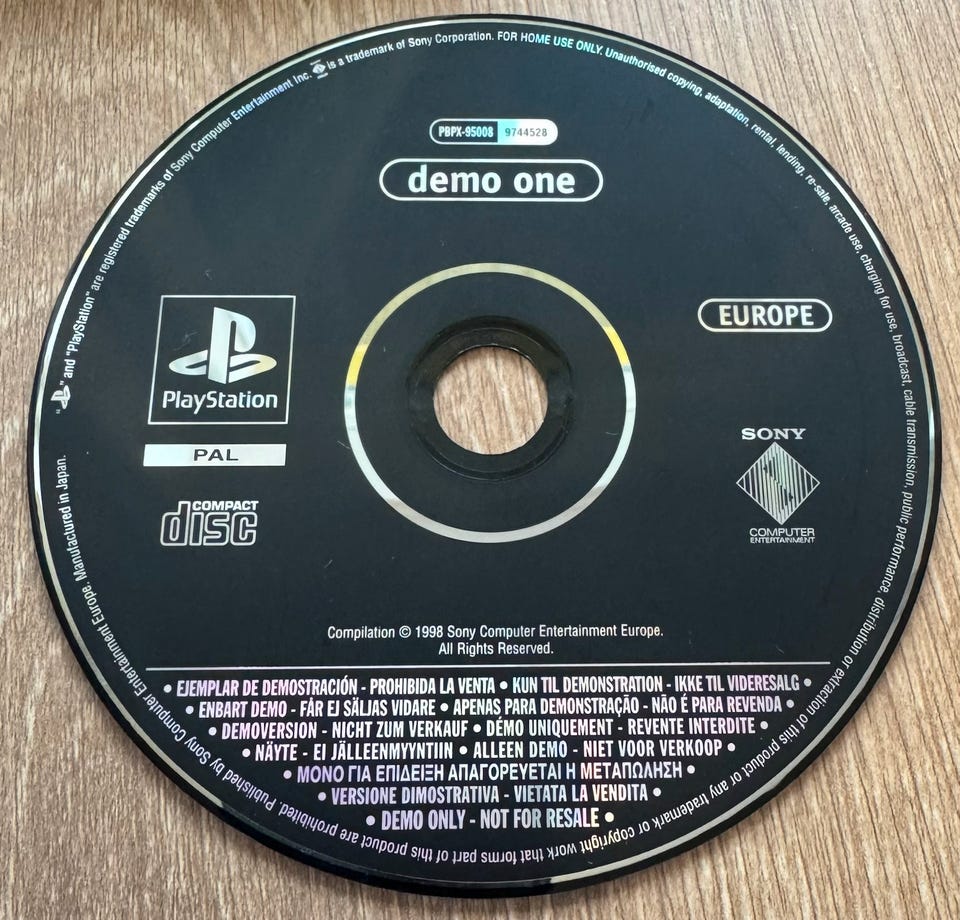 "PS" and "PlayStation" are registered trademarks of Sony Computer Entertainment Inc. is a trademark of Sony Corporation. FOR HOME USE ONLY. Unauthorised copying, adaptation, rental, lending, re-sale, arcade use, charging for use, broadcast, cable transmission, public performance, distribution or extraction of this product or any trademark or copyright work that forms part of this product are prohibited. Published by Sony Computer Entertainment Europe. Manufactured in Japan.
PBPX-95008 9744528
demo one
PlayStation
PAL
COMPACT
disc
EUROPE
SONY
COMPUTER
ENTERTAINMENT
Compilation © 1998 Sony Computer Entertainment Europe.
All Rights Reserved.
• EJEMPLAR DE DEMOSTRACIÓN - PROHIBIDA LA VENTA • KUN TIL DEMONSTRATION - IKKE TIL VIDERESALG •
• ENBART DEMO - FÅR EJ SÄLJAS VIDARE • APENAS PARA DEMONSTRAÇÃO - NÃO É PARA REVENDA •
• DEMOVERSION - NICHT ZUM VERKAUF • DÉMO UNIQUEMENT - REVENTE INTERDITE •
• NÄYTE - EI JÄLLEENMYYNTIIN • ALLEEN DEMO - NIET VOOR VERKOOP •
• ΜΟΝΟ ΓΙΑ ΕΠΙΔΕΙΞΗ ΑΠΑΓΟΡΕΥΕΤΑΙ Η ΜΕΤΑΠΩΛΗΣΗ •
• VERSIONE DIMOSTRATIVA - VIETATA LA VENDITA •
• DEMO ONLY - NOT FOR RESALE •